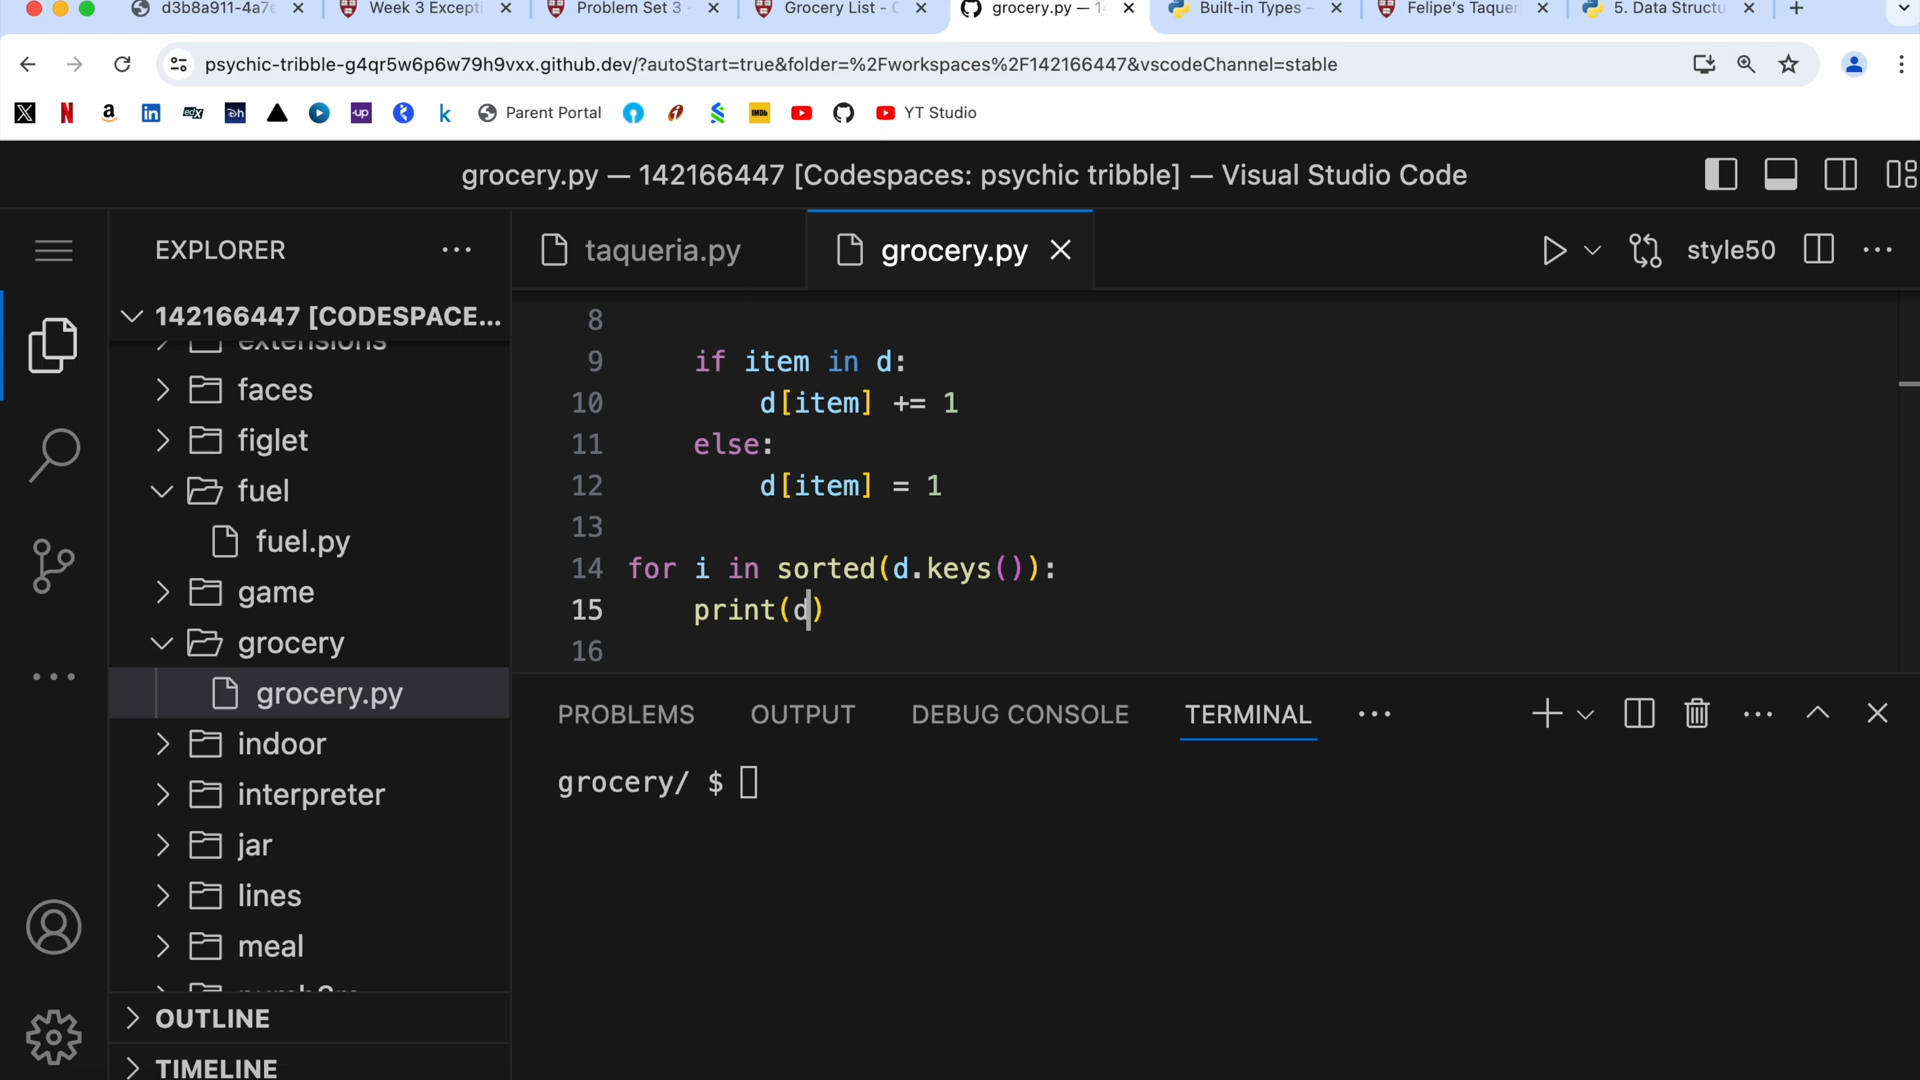 d3b8a911-4a7e
Week 3 Excepti
Problem Set 3 -
Grocery List - C
grocery.py — 14
Built-in Types -
Felipe's Taquer
5. Data Structu
psychic-tribble-g4qr5w6p6w79h9vxx.github.dev/?autoStart=true&folder=%2Fworkspaces%2F142166447&vscodeChannel=stable
Parent Portal
YT Studio
grocery.py — 142166447 [Codespaces: psychic tribble] — Visual Studio Code
EXPLORER
taqueria.py
grocery.py
style50
142166447 [CODESPACE...
extensions
faces
figlet
fuel
fuel.py
game
grocery
grocery.py
indoor
interpreter
jar
lines
meal
OUTLINE
TIMELINE
8
9 if item in d:
10 d[item] += 1
11 else:
12 d[item] = 1
13
14 for i in sorted(d.keys()):
15 print(d)
16
PROBLEMS
OUTPUT
DEBUG CONSOLE
TERMINAL
grocery/ $